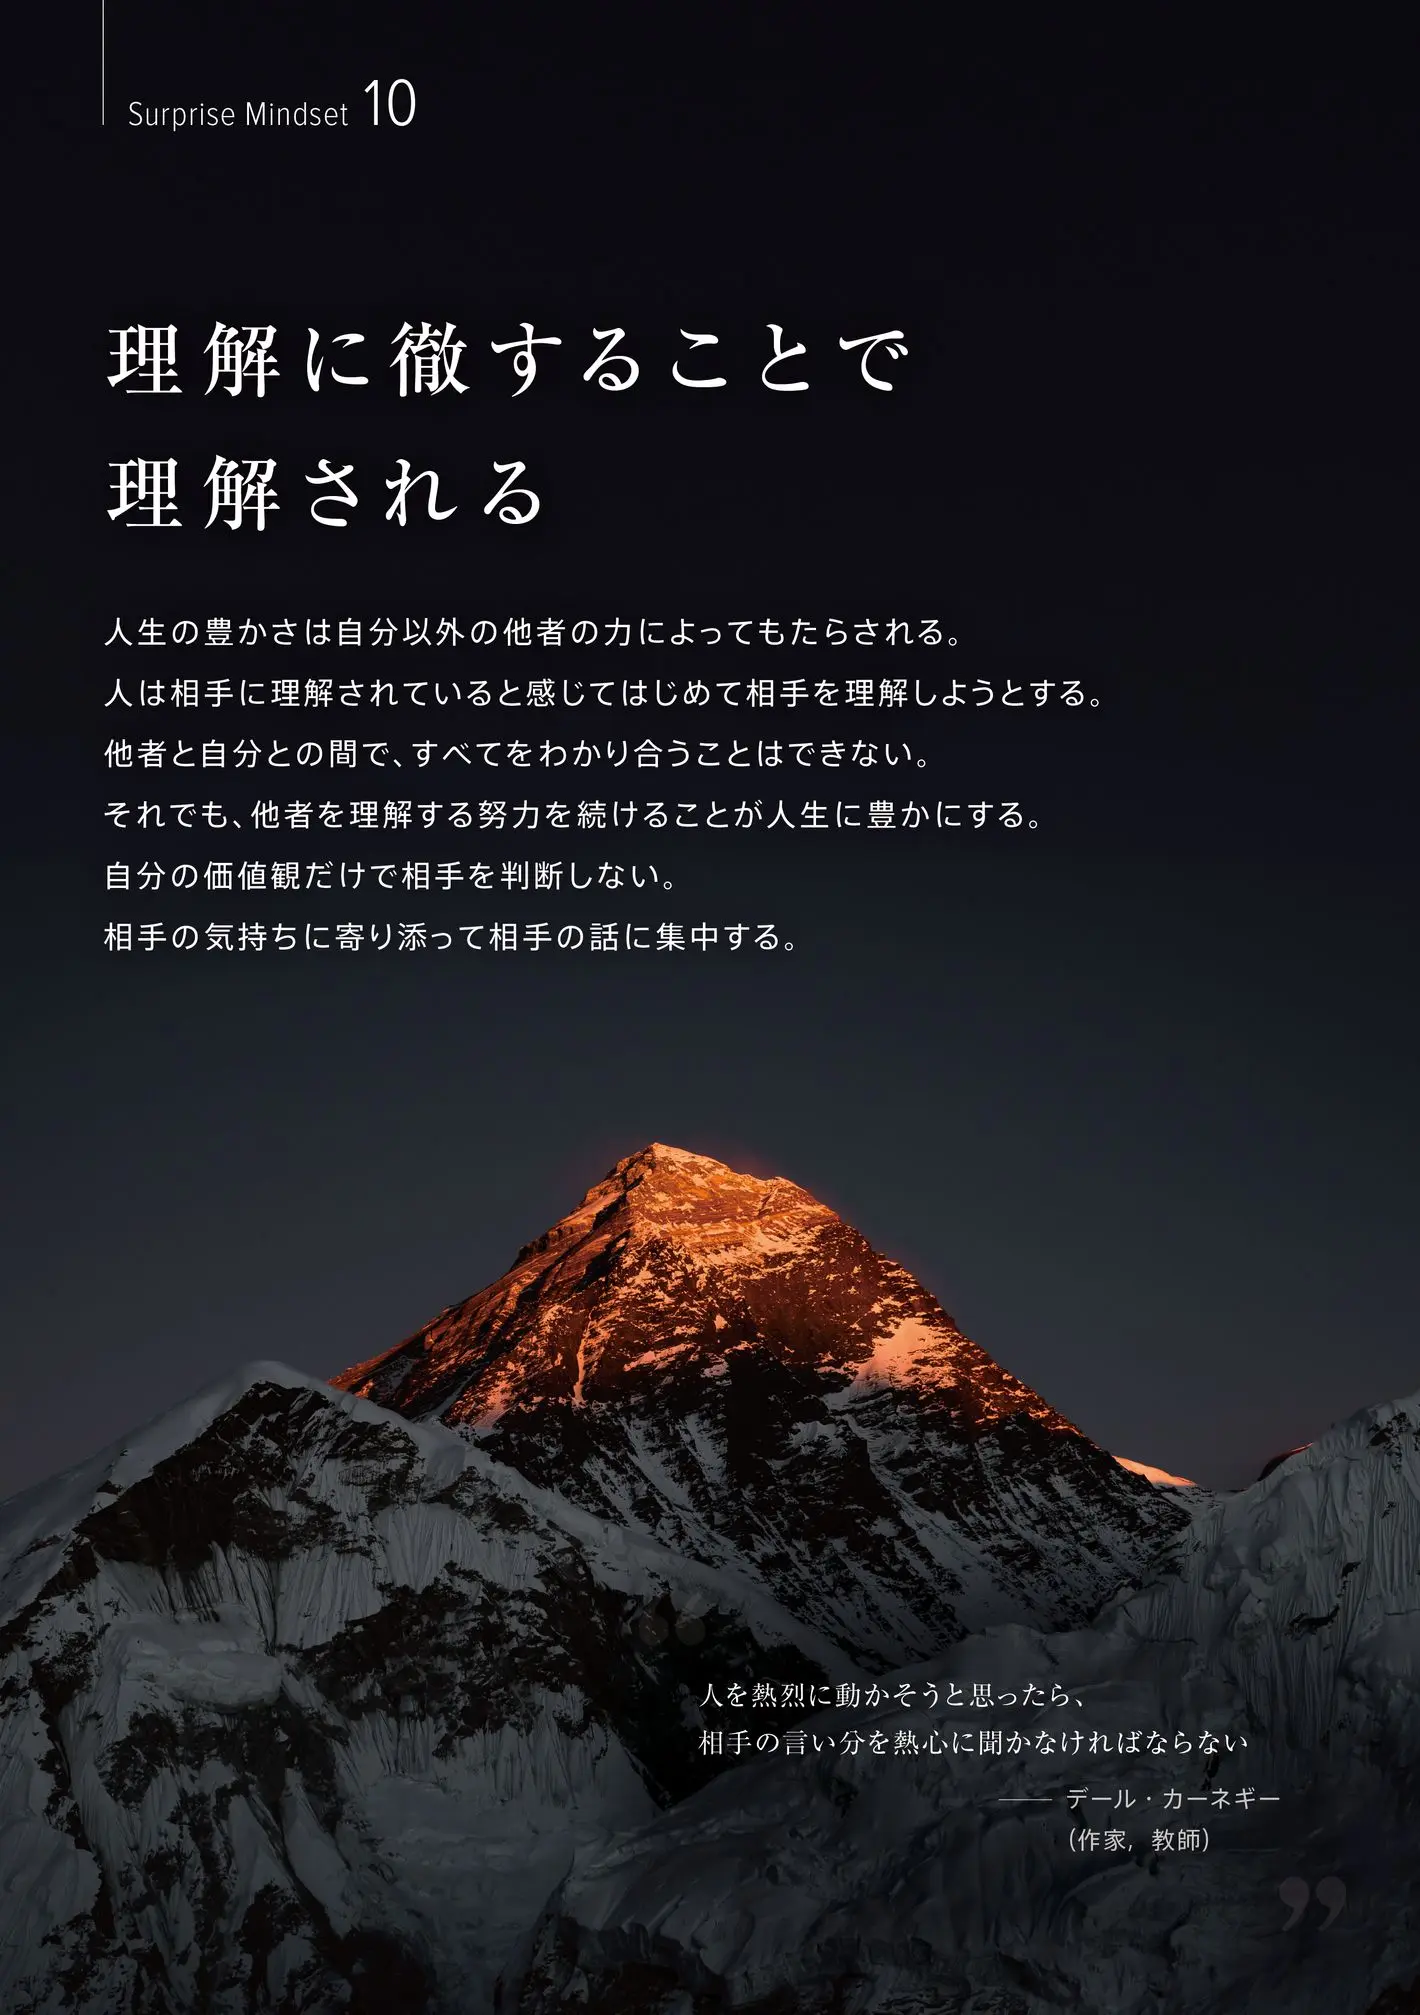 Surprise Mindset 10
理解に徹することで
理解される
人生の豊かさは自分以外の他者の力によってもたらされる。
人は相手に理解されていると感じてはじめて相手を理解しようとする。
他者と自分との間で、すべてをわかり合うことはできない。
それでも、他者を理解する努力を続けることが人生に豊かにする。
自分の価値観だけで相手を判断しない。
相手の気持ちに寄り添って相手の話に集中する。
“
人を熱烈に動かそうと思ったら、
相手の言い分を熱心に聞かなければならない
── デール・カーネギー
(作家, 教師)
”